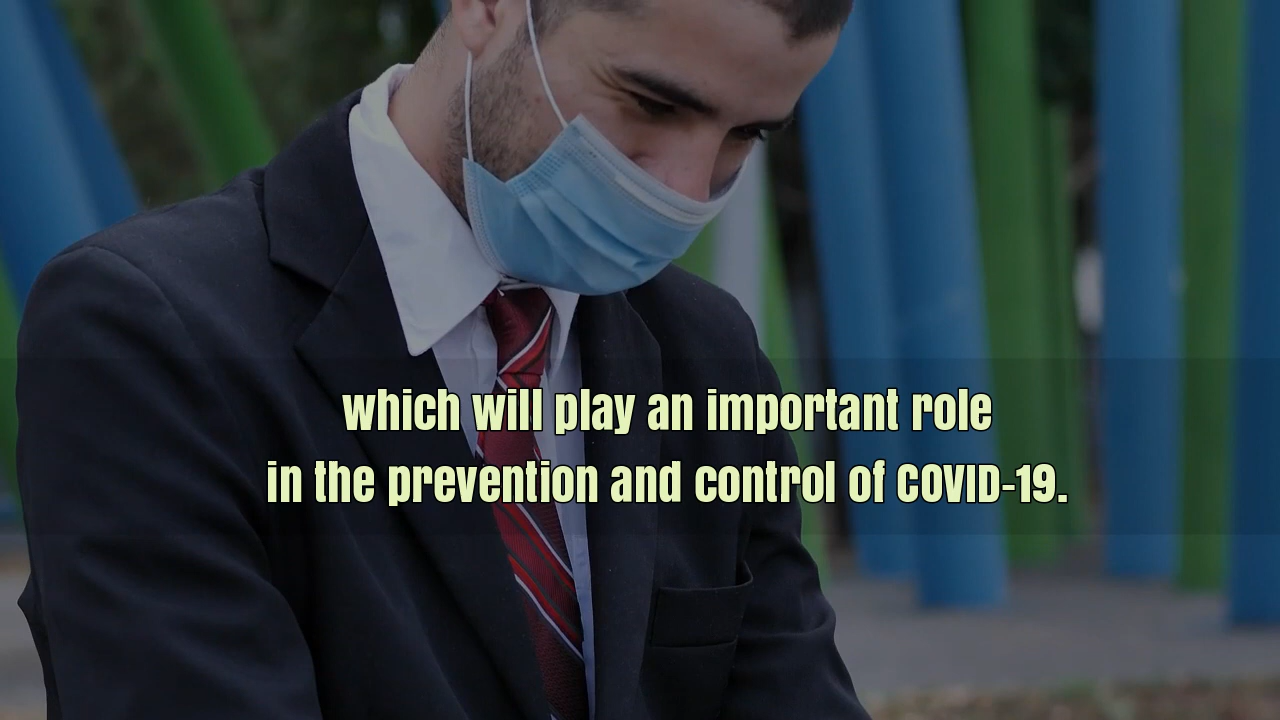 which will play an important role
in the prevention and control of COVID-19.